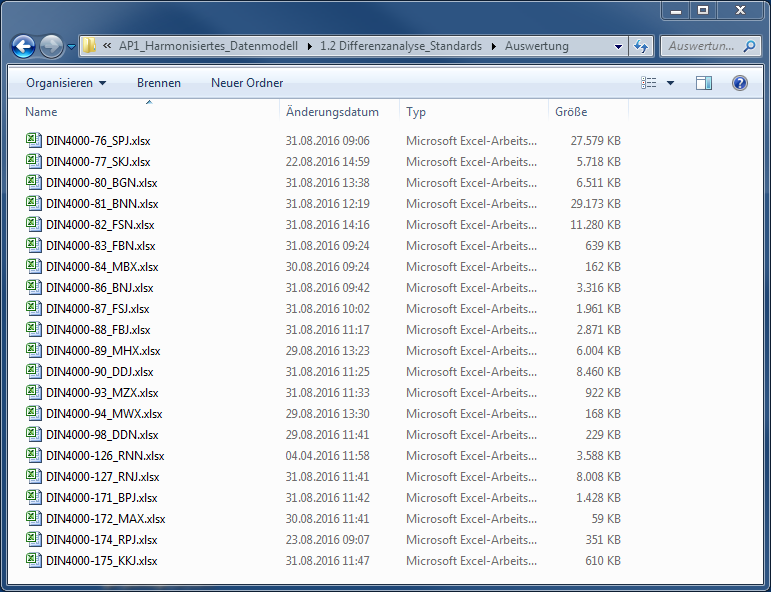 « AP1_Harmonisiertes_Datenmodell ▸ 1.2 Differenzanalyse_Standards ▸ Auswertung Auswertun...
Organisieren Brennen Neuer Ordner
Name Änderungsdatum Typ Größe
DIN4000-76_SPJ.xlsx 31.08.2016 09:06 Microsoft Excel-Arbeits... 27.579 KB
DIN4000-77_SKJ.xlsx 22.08.2016 14:59 Microsoft Excel-Arbeits... 5.718 KB
DIN4000-80_BGN.xlsx 31.08.2016 13:38 Microsoft Excel-Arbeits... 6.511 KB
DIN4000-81_BNN.xlsx 31.08.2016 12:19 Microsoft Excel-Arbeits... 29.173 KB
DIN4000-82_FSN.xlsx 31.08.2016 14:16 Microsoft Excel-Arbeits... 11.280 KB
DIN4000-83_FBN.xlsx 31.08.2016 09:24 Microsoft Excel-Arbeits... 639 KB
DIN4000-84_MBX.xlsx 30.08.2016 09:24 Microsoft Excel-Arbeits... 162 KB
DIN4000-86_BNJ.xlsx 31.08.2016 09:42 Microsoft Excel-Arbeits... 3.316 KB
DIN4000-87_FSJ.xlsx 31.08.2016 10:02 Microsoft Excel-Arbeits... 1.961 KB
DIN4000-88_FBJ.xlsx 31.08.2016 11:17 Microsoft Excel-Arbeits... 2.871 KB
DIN4000-89_MHX.xlsx 29.08.2016 13:23 Microsoft Excel-Arbeits... 6.004 KB
DIN4000-90_DDJ.xlsx 31.08.2016 11:25 Microsoft Excel-Arbeits... 8.460 KB
DIN4000-93_MZX.xlsx 31.08.2016 11:33 Microsoft Excel-Arbeits... 922 KB
DIN4000-94_MWX.xlsx 29.08.2016 13:30 Microsoft Excel-Arbeits... 168 KB
DIN4000-98_DDN.xlsx 29.08.2016 11:41 Microsoft Excel-Arbeits... 229 KB
DIN4000-126_RNN.xlsx 04.04.2016 11:58 Microsoft Excel-Arbeits... 3.588 KB
DIN4000-127_RNJ.xlsx 31.08.2016 11:41 Microsoft Excel-Arbeits... 8.008 KB
DIN4000-171_BPJ.xlsx 31.08.2016 11:42 Microsoft Excel-Arbeits... 1.428 KB
DIN4000-172_MAX.xlsx 30.08.2016 11:41 Microsoft Excel-Arbeits... 59 KB
DIN4000-174_RPJ.xlsx 23.08.2016 09:07 Microsoft Excel-Arbeits... 351 KB
DIN4000-175_KKJ.xlsx 31.08.2016 11:47 Microsoft Excel-Arbeits... 610 KB